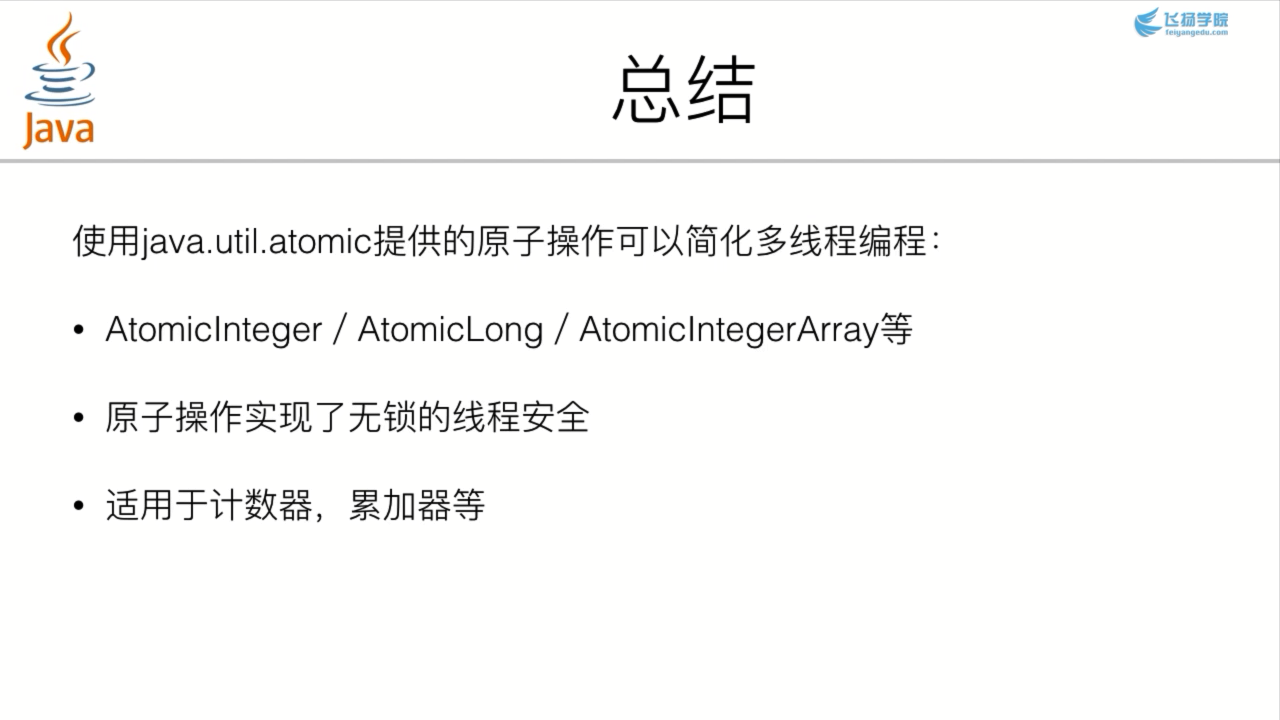 Java
飞扬学院
feiyangedu.com
总结
使用java.util.atomic提供的原子操作可以简化多线程编程：
• AtomicInteger / AtomicLong / AtomicIntegerArray等
• 原子操作实现了无锁的线程安全
• 适用于计数器，累加器等